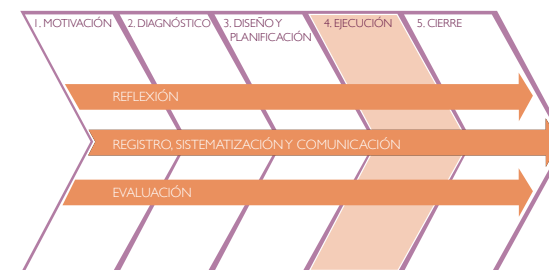 1. MOTIVACIÓN
2. DIAGNÓSTICO
3. DISEÑO Y
PLANIFICACIÓN
4. EJECUCIÓN
5. CIERRE
REFLEXIÓN
REGISTRO, SISTEMATIZACIÓN Y COMUNICACIÓN
EVALUACIÓN